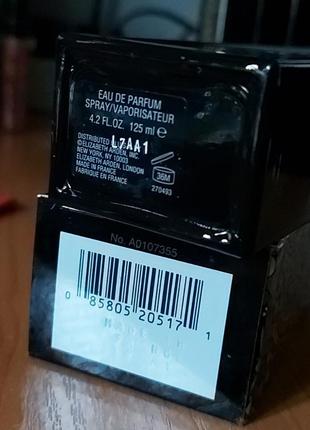 EAU DE PARFUM
SPRAY/VAPORISATEUR
4.2 FL.OZ. 125 ml ℮
DISTRIBUTED L7AA1
©ELIZABETH ARDEN, INC.
NEW YORK, NY 10003
ELIZABETH ARDEN, LONDON
MADE IN FRANCE
FABRIQUE EN FRANCE
36M
270493
No. A0107355
0 85805 20517 1